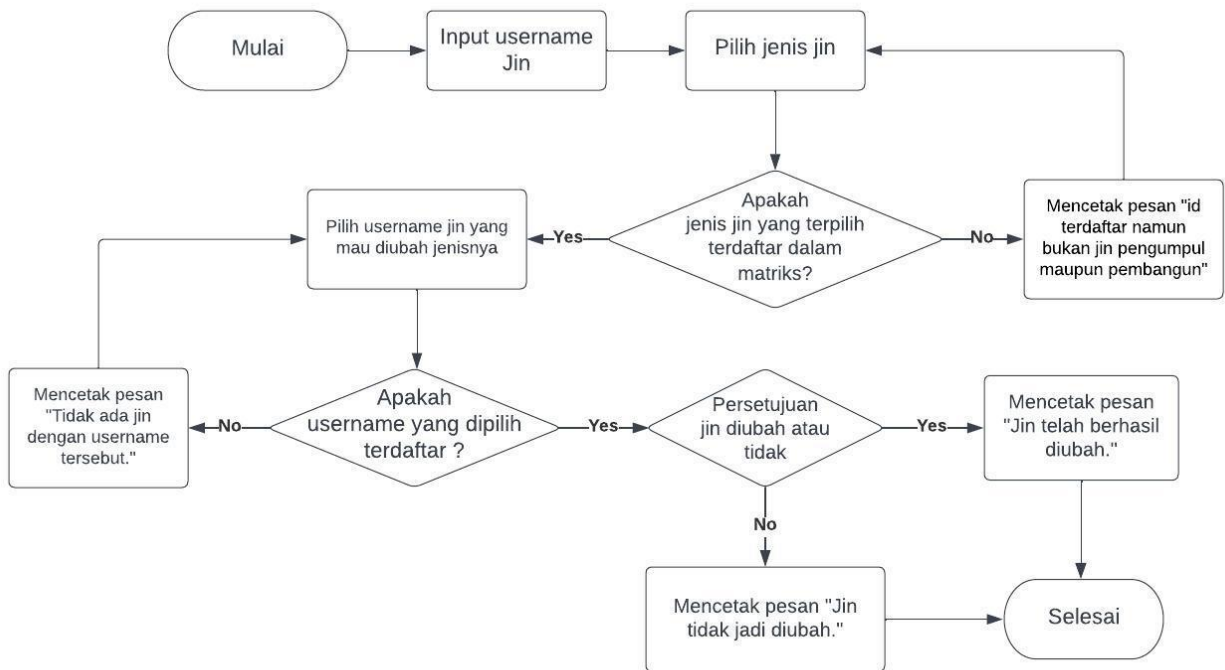 Mulai
Input username
Jin
Pilih jenis jin
Apakah
jenis jin yang terpilih
terdaftar dalam
matriks?
Yes
No
Mencetak pesan "id
terdaftar namun
bukan jin pengumpul
maupun pembangun"
Pilih username jin yang
mau diubah jenisnya
Apakah
username yang dipilih
terdaftar ?
No
Mencetak pesan
"Tidak ada jin
dengan username
tersebut."
Yes
Persetujuan
jin diubah atau
tidak
Yes
Mencetak pesan
"Jin telah berhasil
diubah."
No
Mencetak pesan "Jin
tidak jadi diubah."
Selesai